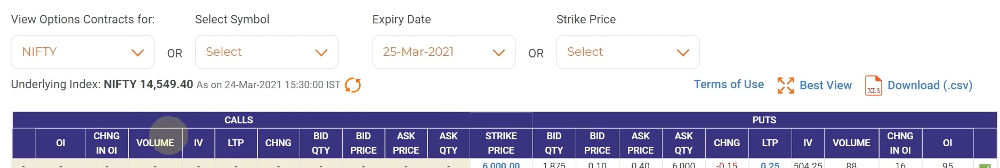 View Options Contracts for: Select Symbol Expiry Date Strike Price
NIFTY OR Select 25-Mar-2021 OR Select
Underlying Index: NIFTY 14,549.40 As on 24-Mar-2021 15:30:00 IST Terms of Use Best View XLS Download (.csv)
CALLS PUTS
OI CHNG IN OI VOLUME IV LTP CHNG BID QTY BID PRICE ASK PRICE ASK QTY STRIKE PRICE BID QTY BID PRICE ASK PRICE ASK QTY CHNG LTP IV VOLUME CHNG IN OI OI
- - - - - - - - - - - 6,000.00 1,875 0.10 0.40 6,000 -0.15 0.25 504.25 88 16 95